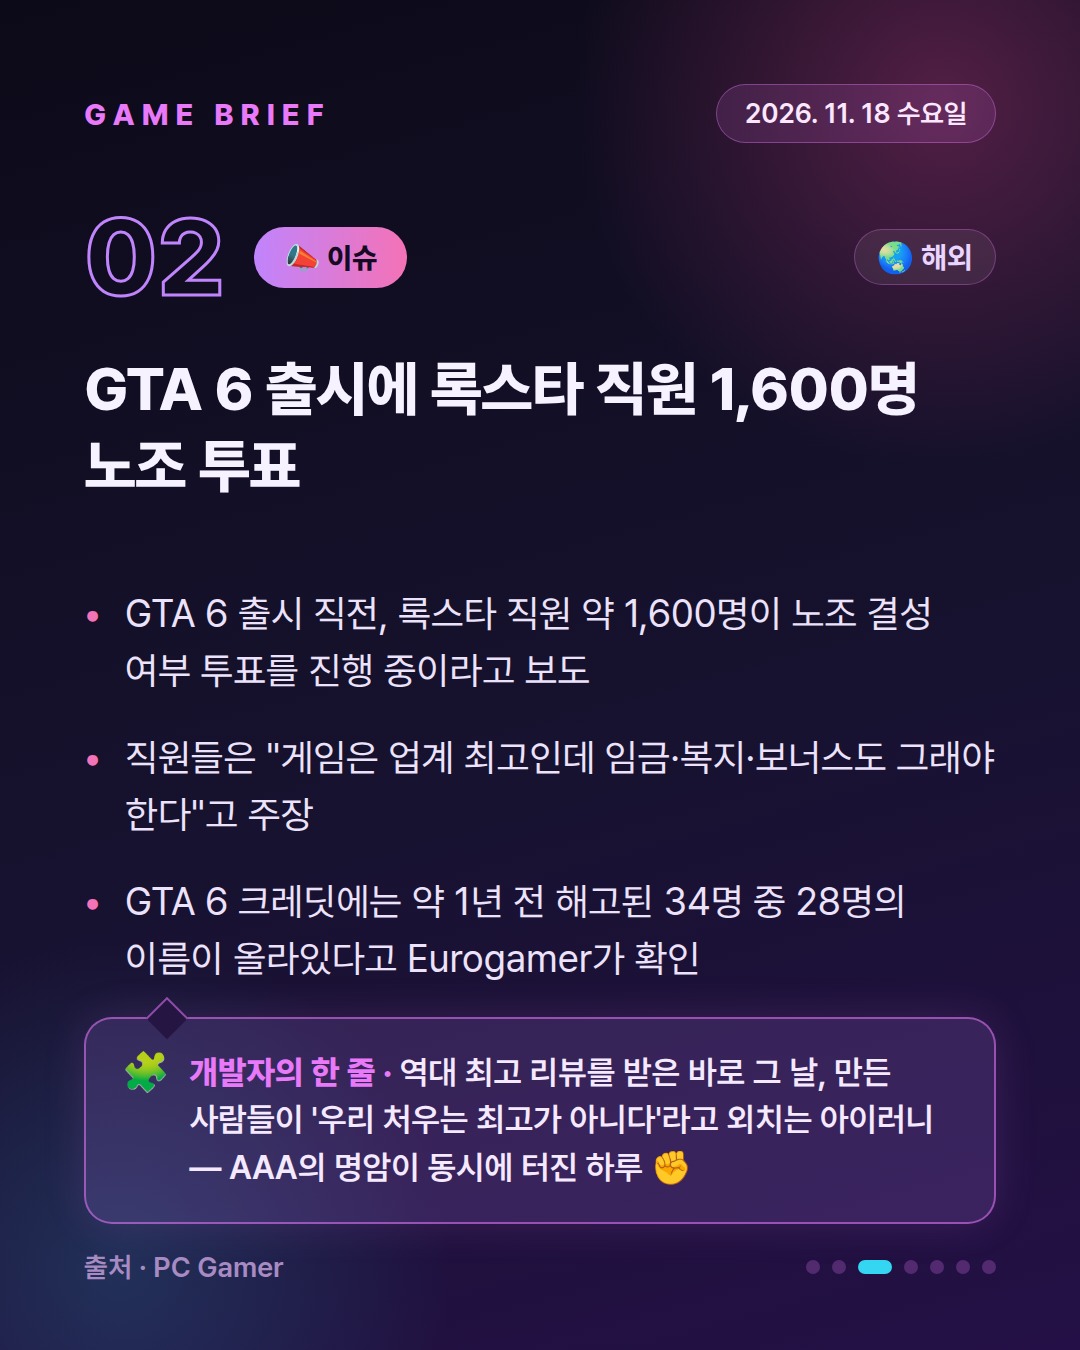 GAME BRIEF
2026. 11. 18 수요일
02
📣 이슈
🌏 해외
GTA 6 출시에 록스타 직원 1,600명
노조 투표
• GTA 6 출시 직전, 록스타 직원 약 1,600명이 노조 결성
여부 투표를 진행 중이라고 보도
• 직원들은 "게임은 업계 최고인데 임금·복지·보너스도 그래야
한다"고 주장
• GTA 6 크레딧에는 약 1년 전 해고된 34명 중 28명의
이름이 올라있다고 Eurogamer가 확인
🧩 개발자의 한 줄 · 역대 최고 리뷰를 받은 바로 그 날, 만든
사람들이 '우리 처우는 최고가 아니다'라고 외치는 아이러니
— AAA의 명암이 동시에 터진 하루 ✊
출처 · PC Gamer